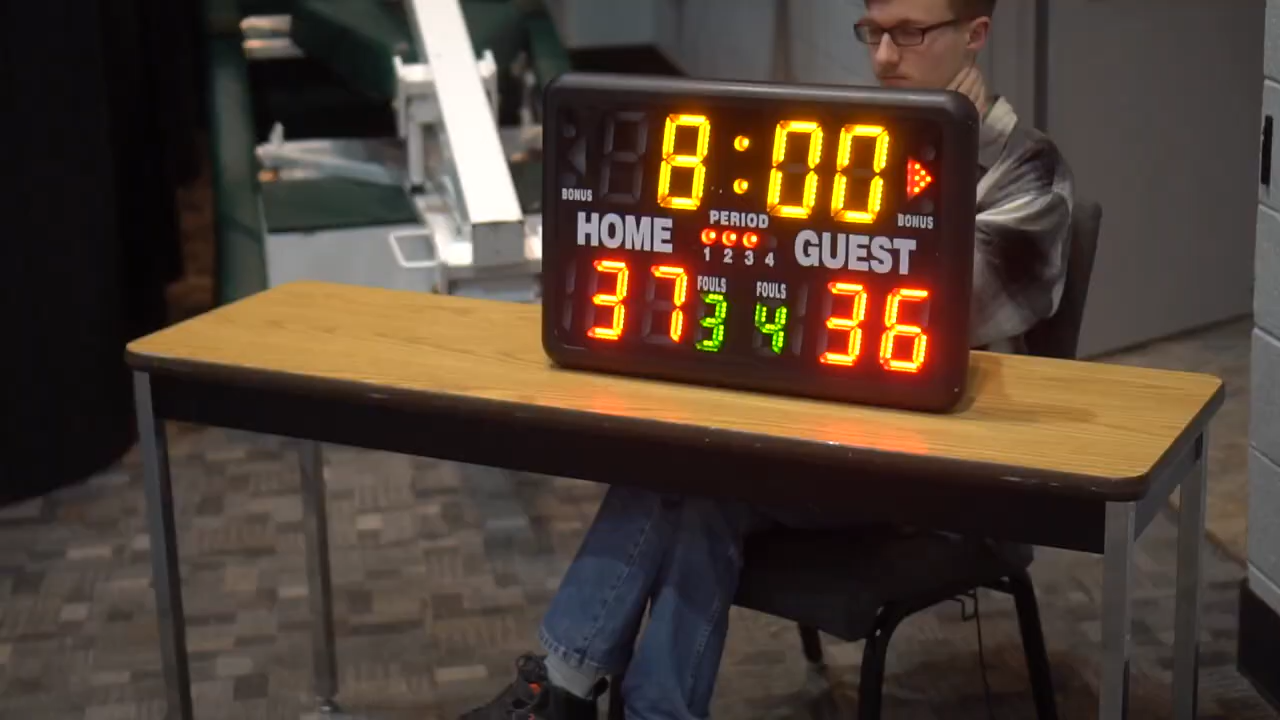 8:00
BONUS
BONUS
PERIOD
HOME
GUEST
1 2 3 4
FOULS
FOULS
37
3
4
36